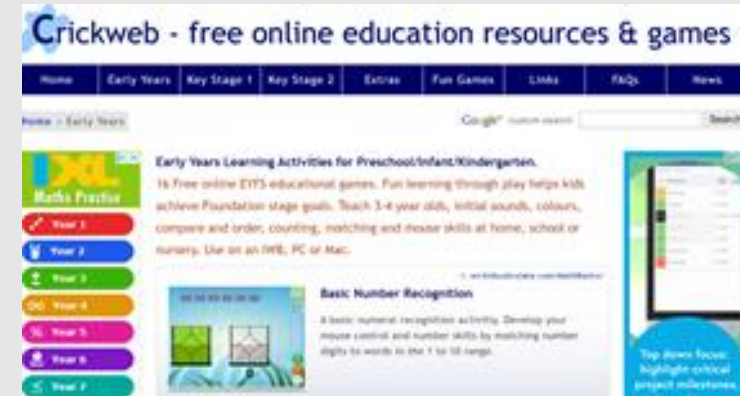 Crickweb - free online education resources & games
Home Early Years Key Stage 1 Key Stage 2 Extras Fun Games Links FAQs News
Home > Early Years
Google custom search Search
IXL
Maths Practice
Year 1
Year 2
Year 3
Year 4
Year 5
Year 6
Year 7
Early Years Learning Activities for Preschool/Infant/Kindergarten.
16 Free online EYFS educational games. Fun learning through play helps kids
achieve Foundation stage goals. Teach 3-4 year olds, initial sounds, colours,
compare and order, counting, matching and mouse skills at home, school or
nursery. Use on an IWB, PC or Mac.
Basic Number Recognition
A basic numeral recognition activity. Develop your
mouse control and number skills by matching number
digits to words in the 1 to 10 range.
Top down focus:
highlight critical
project milestones,